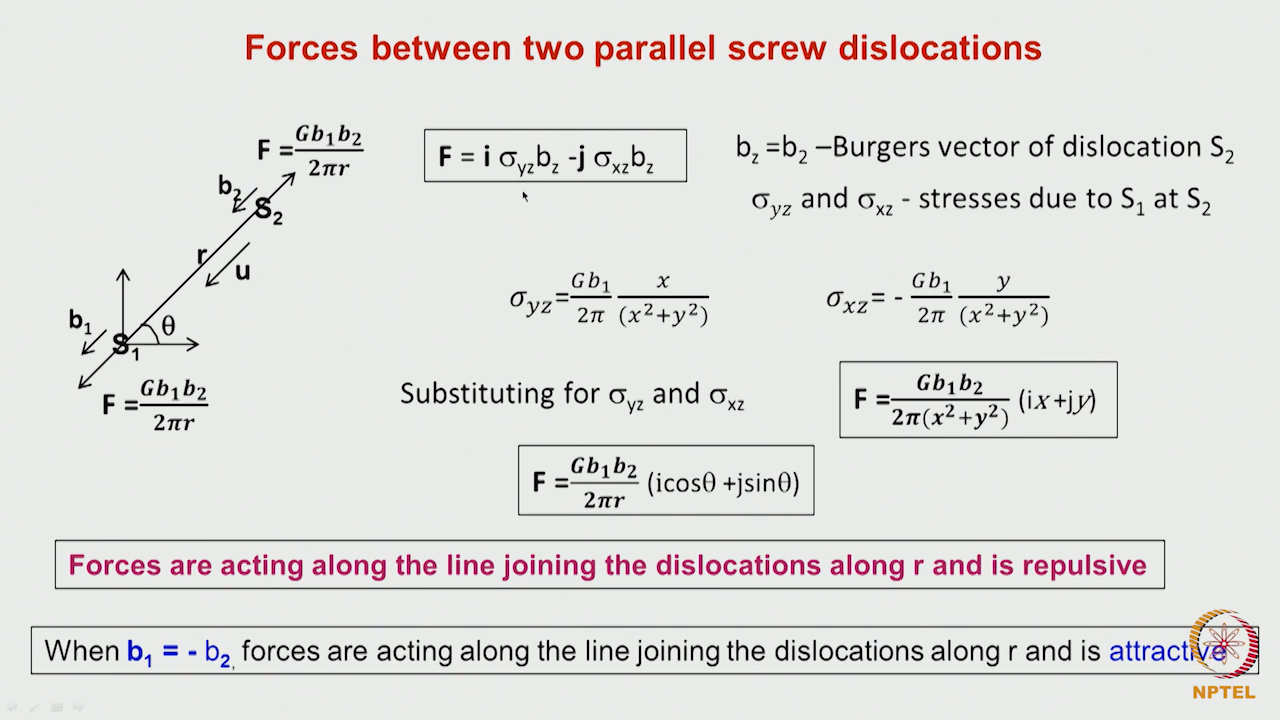 Forces between two parallel screw dislocations
F = Gb₁b₂/2πr
b₂
S₂
r
u
b₁
θ
S₁
F = Gb₁b₂/2πr
F = i σyz bz -j σxz bz
bz =b₂ –Burgers vector of dislocation S₂
σyz and σxz - stresses due to S₁ at S₂
σyz= Gb₁/2π x/(x²+y²)
σxz= - Gb₁/2π y/(x²+y²)
Substituting for σyz and σxz
F = Gb₁b₂/2π(x²+y²) (ix+jy)
F = Gb₁b₂/2πr (icosθ +jsinθ)
Forces are acting along the line joining the dislocations along r and is repulsive
When b₁ = - b₂, forces are acting along the line joining the dislocations along r and is attractive
NPTEL